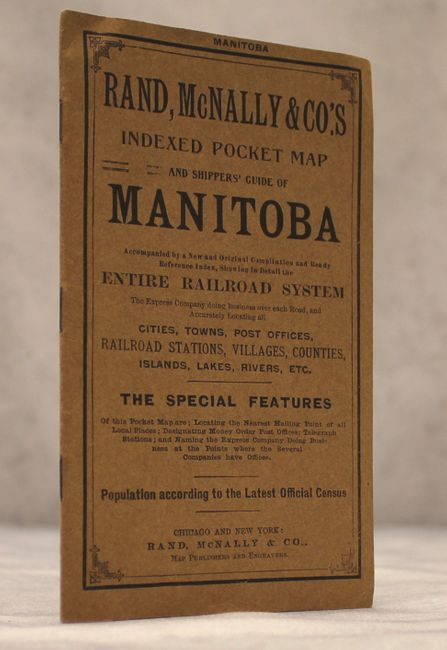 MANITOBA
RAND, McNALLY & CO.'S
INDEXED POCKET MAP
AND SHIPPERS' GUIDE OF
MANITOBA
Accompanied by a New and Original Compilation and Ready
Reference Index, Showing in Detail the
ENTIRE RAILROAD SYSTEM
The Express Company doing business over each Road, and
Accurately Locating all
CITIES, TOWNS, POST OFFICES,
RAILROAD STATIONS, VILLAGES, COUNTIES,
ISLANDS, LAKES, RIVERS, ETC.
THE SPECIAL FEATURES
Of this Pocket Map are; Locating the Nearest Mailing Point of all
Local Places; Designating Money Order Post Offices; Telegraph
Stations; and Naming the Express Company Doing Busi-
ness at the Points where the Several
Companies have Offices.
Population according to the Latest Official Census
CHICAGO AND NEW YORK:
RAND, McNALLY & CO.,
MAP PUBLISHERS AND ENGRAVERS.